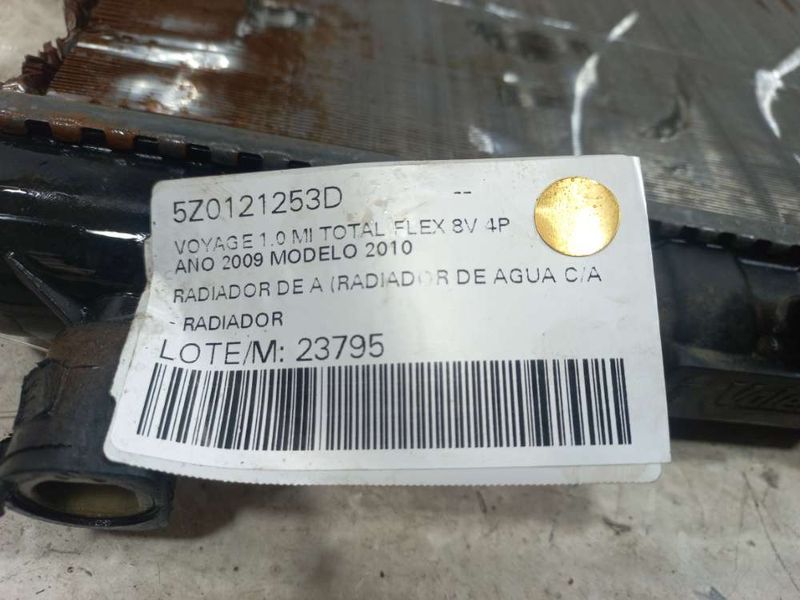 5Z0121253D --
VOYAGE 1.0 MI TOTAL FLEX 8V 4P
ANO 2009 MODELO 2010
RADIADOR DE A (RADIADOR DE AGUA C/A
- RADIADOR
LOTE/M: 23795
Valeo